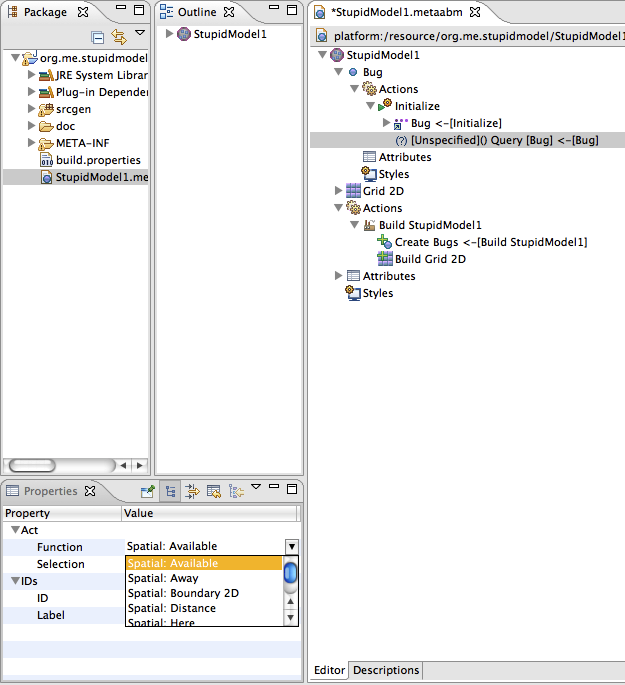 Package
org.me.stupidmodel
JRE System Librar
Plug-in Depender
srcgen
doc
META-INF
build.properties
StupidModel1.me
Outline
StupidModel1
*StupidModel1.metaabm
platform:/resource/org.me.stupidmodel/StupidModel1
StupidModel1
Bug
Actions
Initialize
Bug <-[Initialize]
(?) [Unspecified]() Query [Bug] <-[Bug]
Attributes
Styles
Grid 2D
Actions
Build StupidModel1
Create Bugs <-[Build StupidModel1]
Build Grid 2D
Attributes
Styles
Properties
Property Value
Act
Function Spatial: Available
Selection Spatial: Available
Spatial: Away
IDs Spatial: Boundary 2D
ID Spatial: Distance
Label Spatial: Here
Editor Descriptions